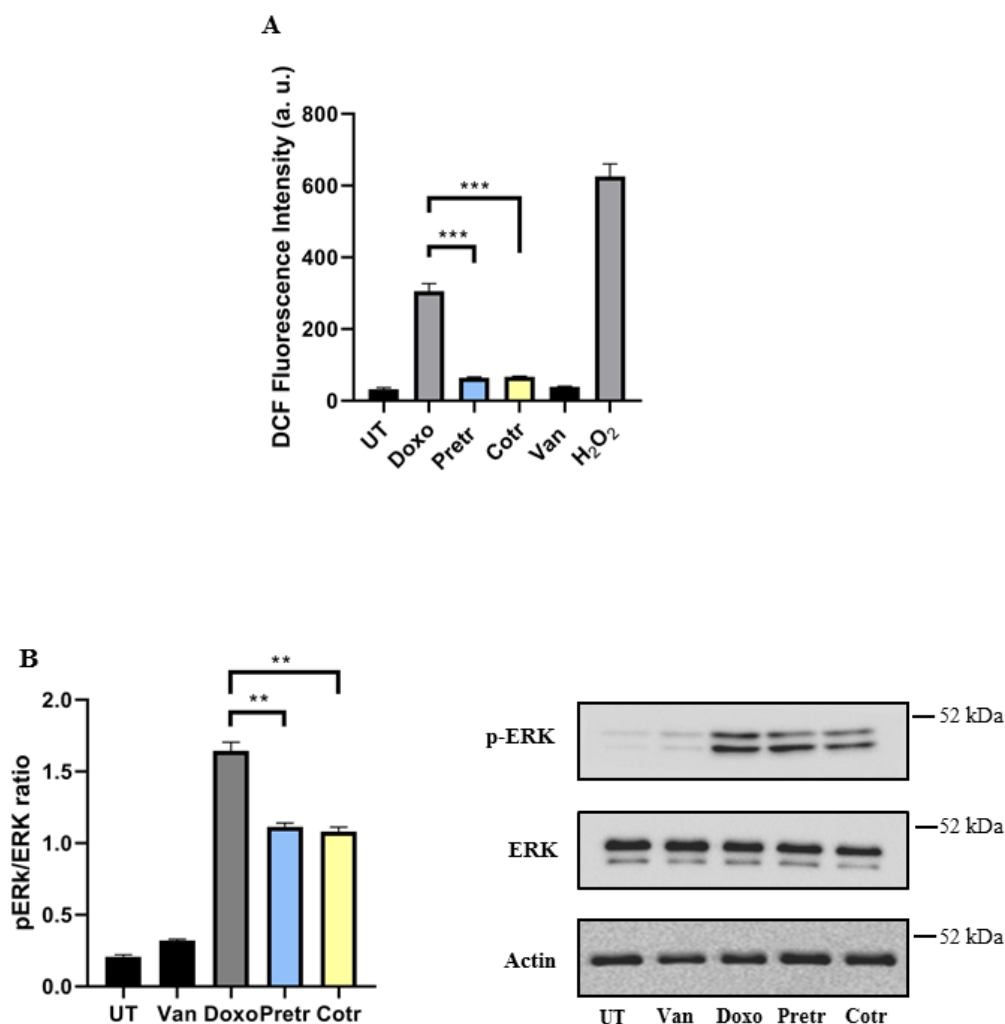 A
DCF Fluorescence Intensity (a. u.)
800
600
400
200
0
***
***
UT
Doxo
Pretr
Cotr
Van
H₂O₂
B
pERk/ERK ratio
2.0
1.5
1.0
0.5
0.0
**
**
UT Van Doxo Pretr Cotr
p-ERK
52 kDa
ERK
52 kDa
Actin
52 kDa
UT Van Doxo Pretr Cotr